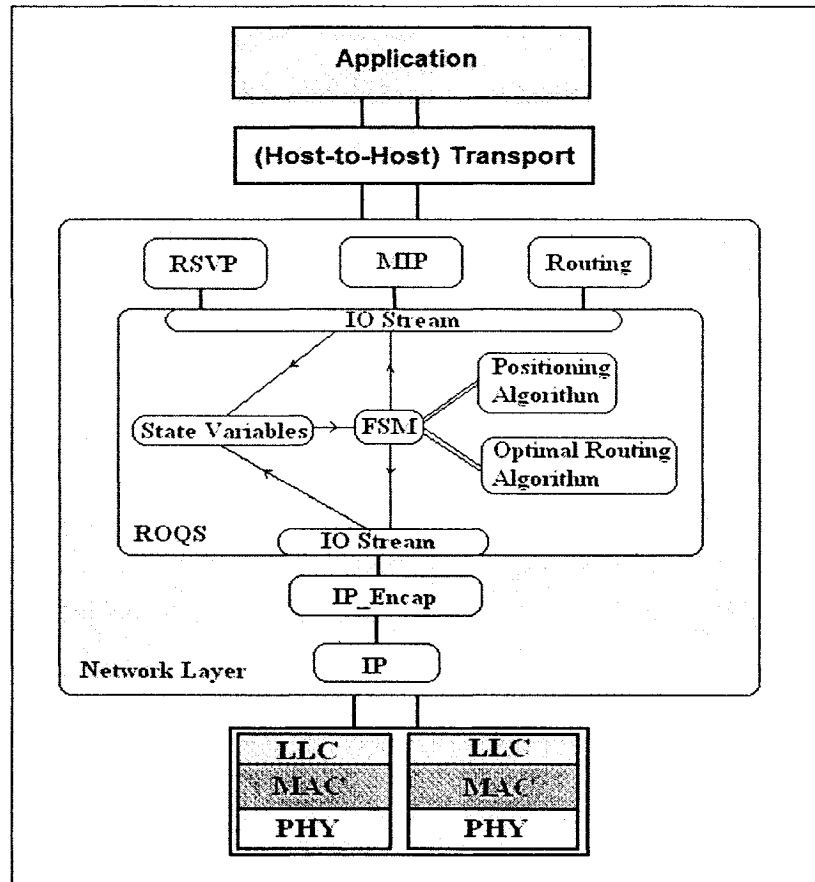 Application
(Host-to-Host) Transport
RSVP
MIP
Routing
IO Stream
Positioning
Algorithm
State Variables
FSM
Optimal Routing
Algorithm
ROQS
IO Stream
IP_Encap
IP
Network Layer
LLC
LLC
MAC
MAC
PHY
PHY